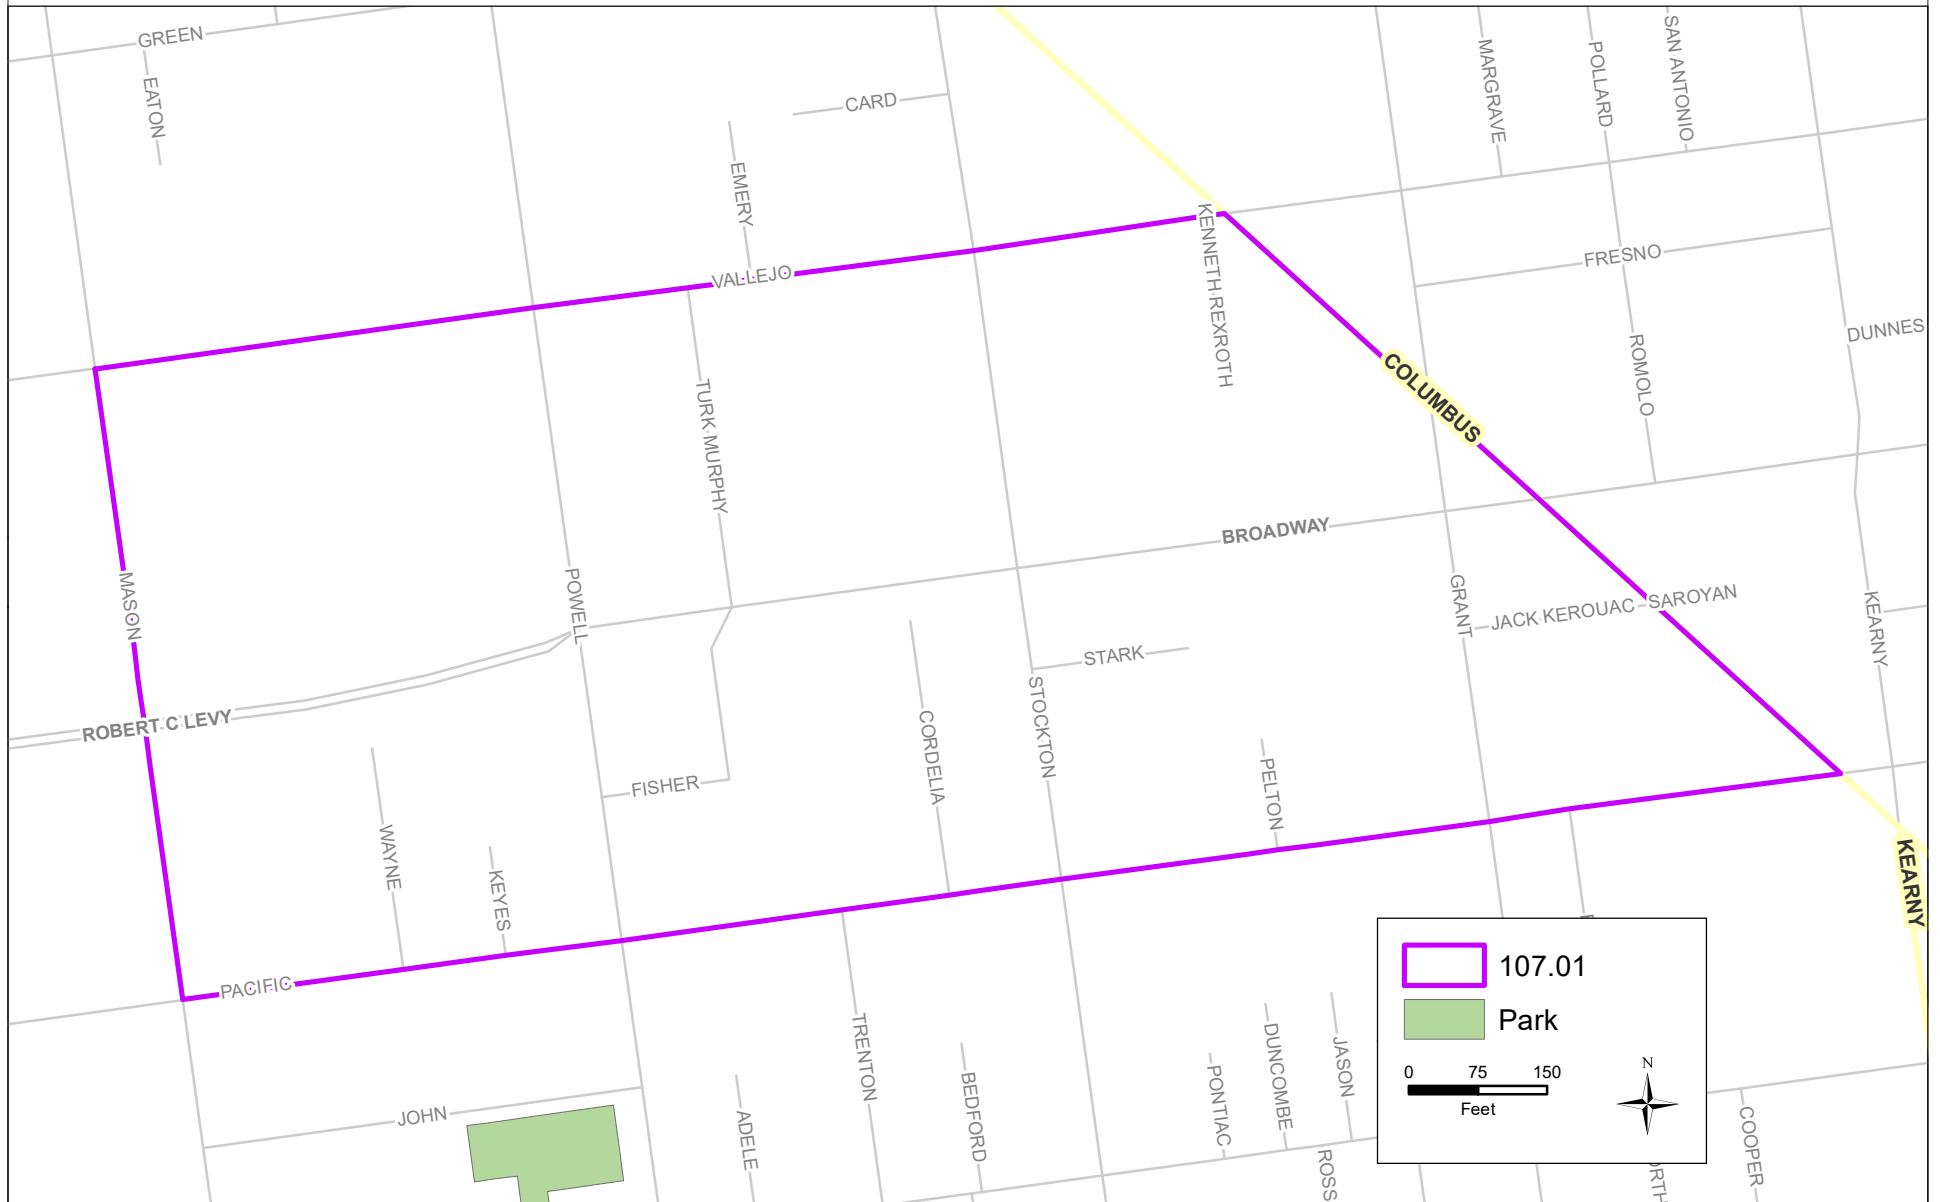 GREEN
EATON
CARD
EMERY
MARGRAVE
POLLARD
SAN ANTONIO
VALLEJO
KENNETH REXROTH
FRESNO
DUNNES
ROMOLO
COLUMBUS
TURK MURPHY
BROADWAY
MASON
POWELL
GRANT
JACK KEROUAC
SAROYAN
KEARNY
STARK
STOCKTON
ROBERT C LEVY
CORDELIA
FISHER
PELTON
WAYNE
KEYES
KEARNY
PACIFIC
TRENTON
BEDFORD
JOHN
ADELE
PONTIAC
DUNCOMBE
JASON
ROSS
COOPER
107.01
Park
0 75 150
Feet
N